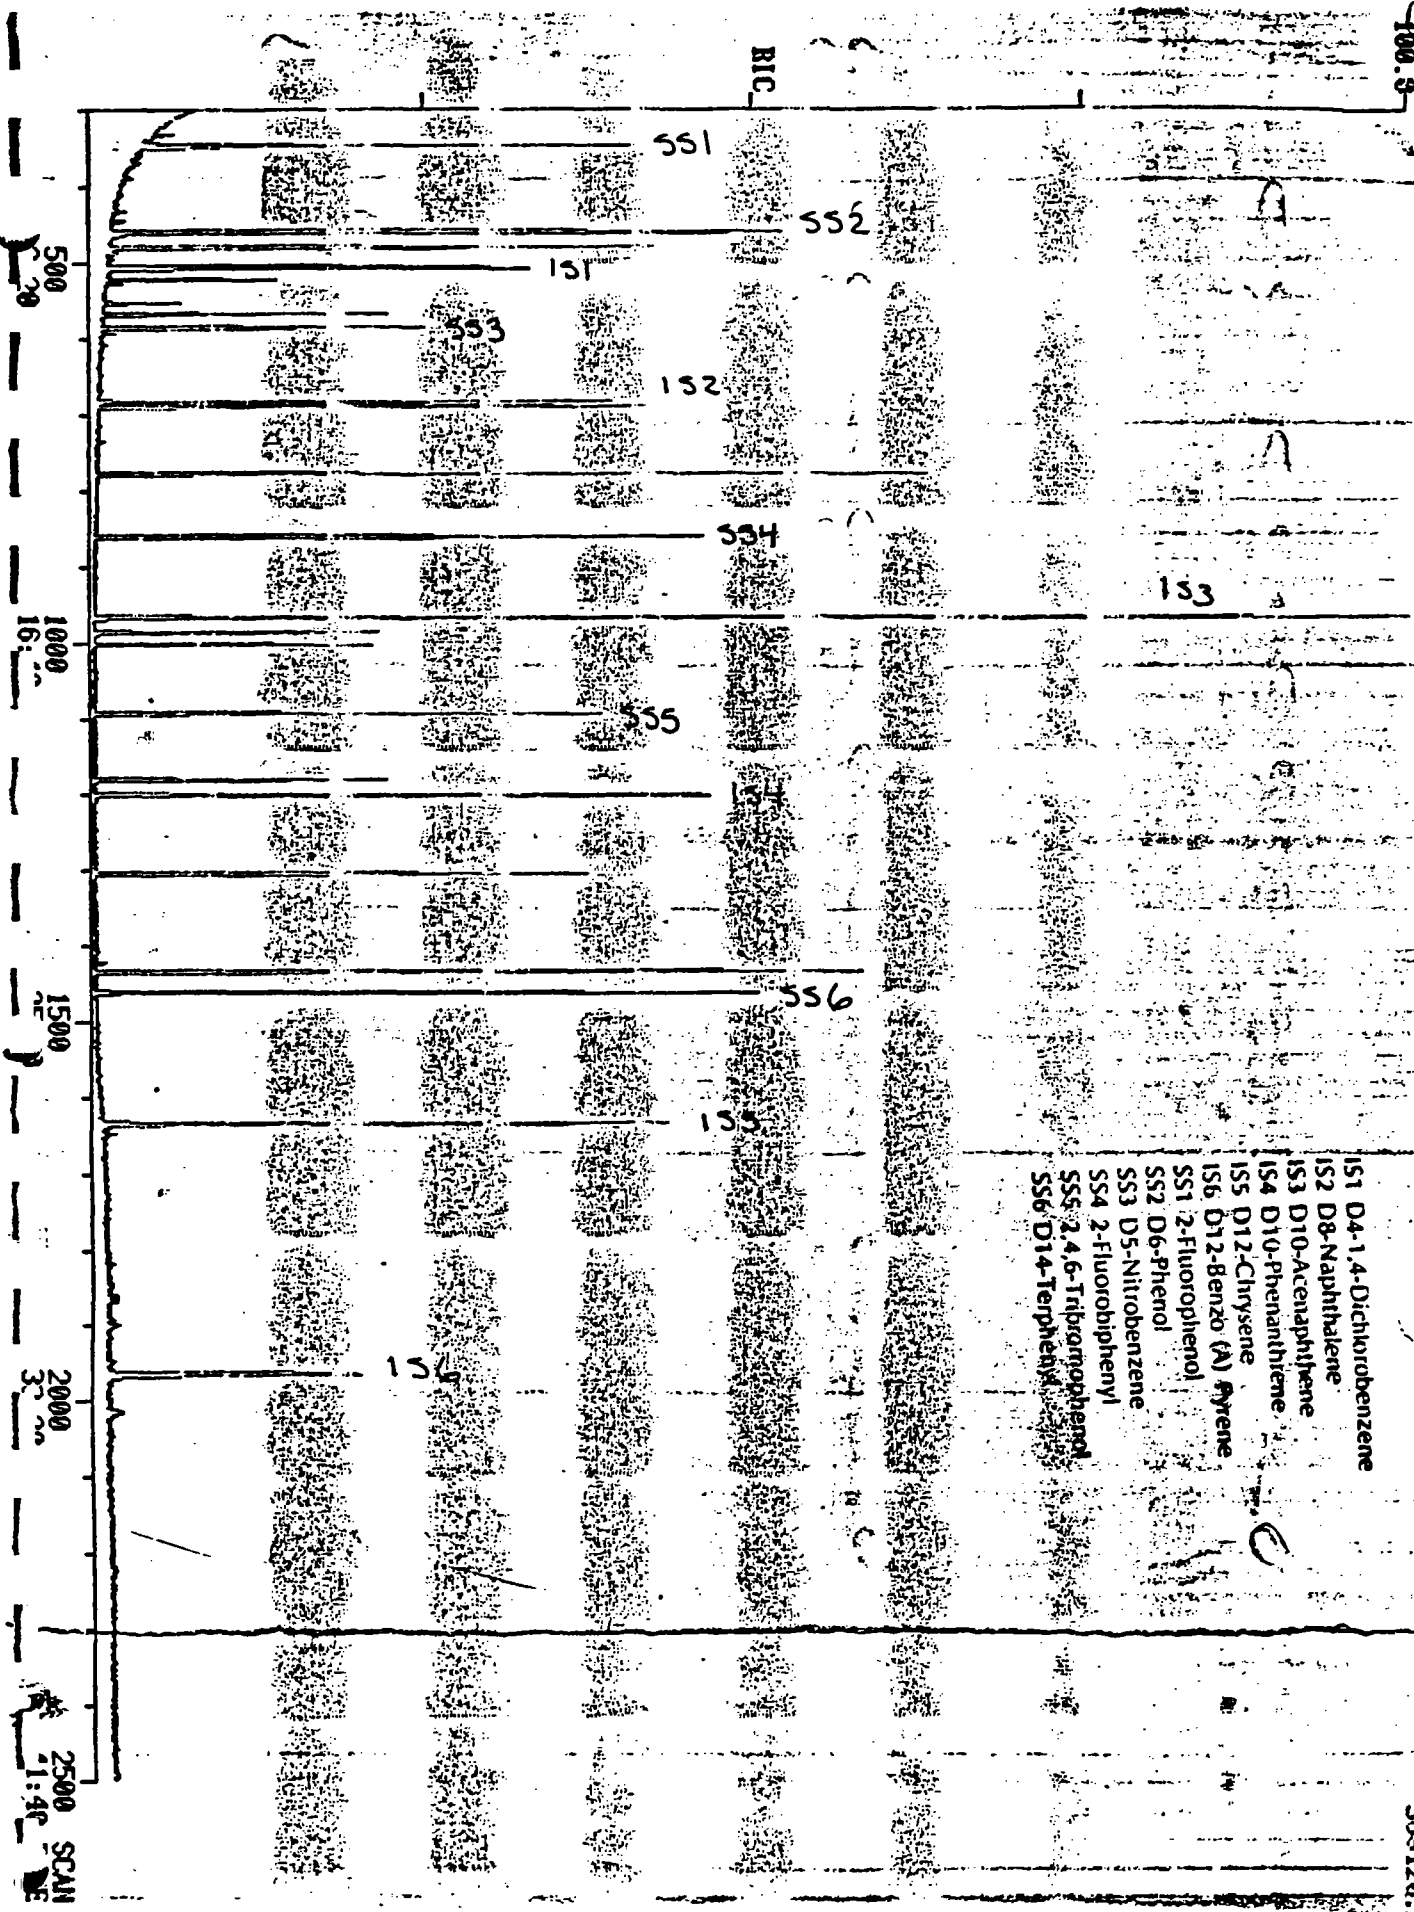 100.0
RIC
SS1
SS2
IS1
SS3
IS2
SS4
IS3
SS5
SS6
IS5
IS1 D4-1,4-Dichlorobenzene
IS2 D8-Naphthalene
IS3 D10-Acenaphthene
IS4 D10-Phenanthrene
IS5 D12-Chrysene
IS6 D12-Benzo (A) Pyrene
SS1 2-Fluorophenol
SS2 D6-Phenol
SS3 D5-Nitrobenzene
SS4 2-Fluorobiphenyl
SS5 2,4,6-Tribromophenol
SS6 D14-Terphenyl
500 1000 1500 2000 2500 SCAN